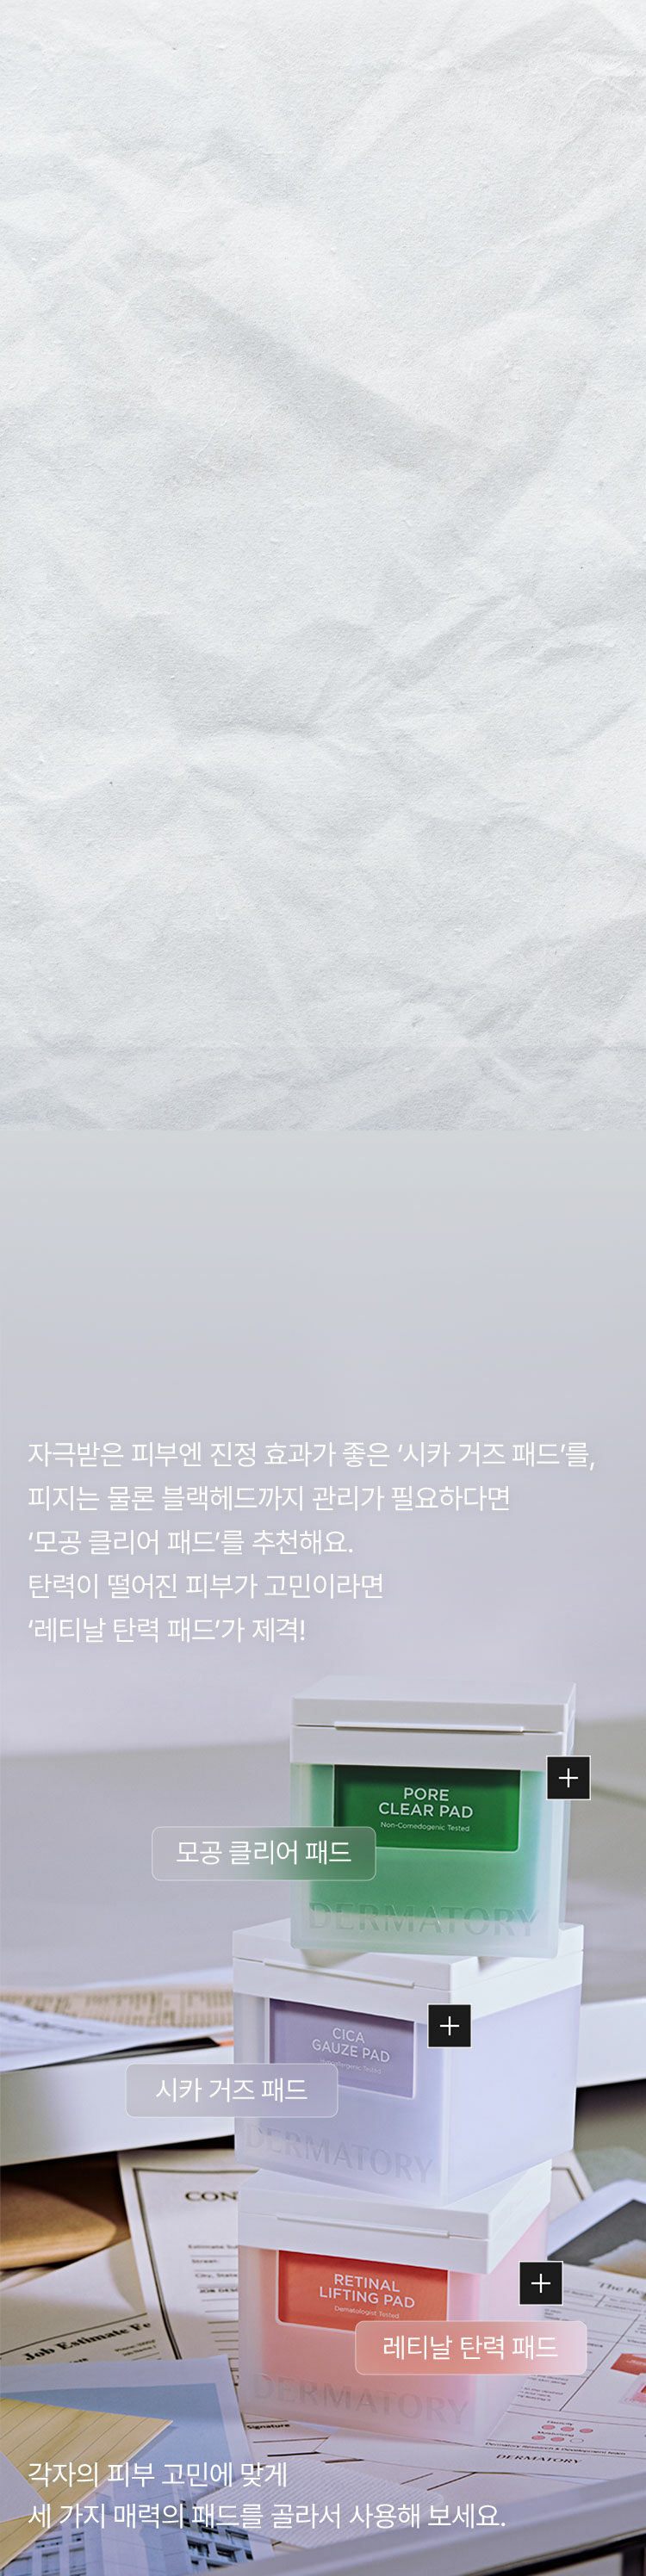 자극받은 피부엔 진정 효과가 좋은 ‘시카 거즈 패드’를,
피지는 물론 블랙헤드까지 관리가 필요하다면
‘모공 클리어 패드’를 추천해요.
탄력이 떨어진 피부가 고민이라면
‘레티날 탄력 패드’가 제격!
PORE
CLEAR PAD
Non-Comedogenic Tested
모공 클리어 패드
DERMATORY
CICA
GAUZE PAD
시카 거즈 패드
DERMATORY
CON
RETINAL
LIFTING PAD
Dermatologist Tested
Job Estimate
레티날 탄력 패드
DERMATORY
Signature
DERMATORY
각자의 피부 고민에 맞게
세 가지 매력의 패드를 골라서 사용해 보세요.